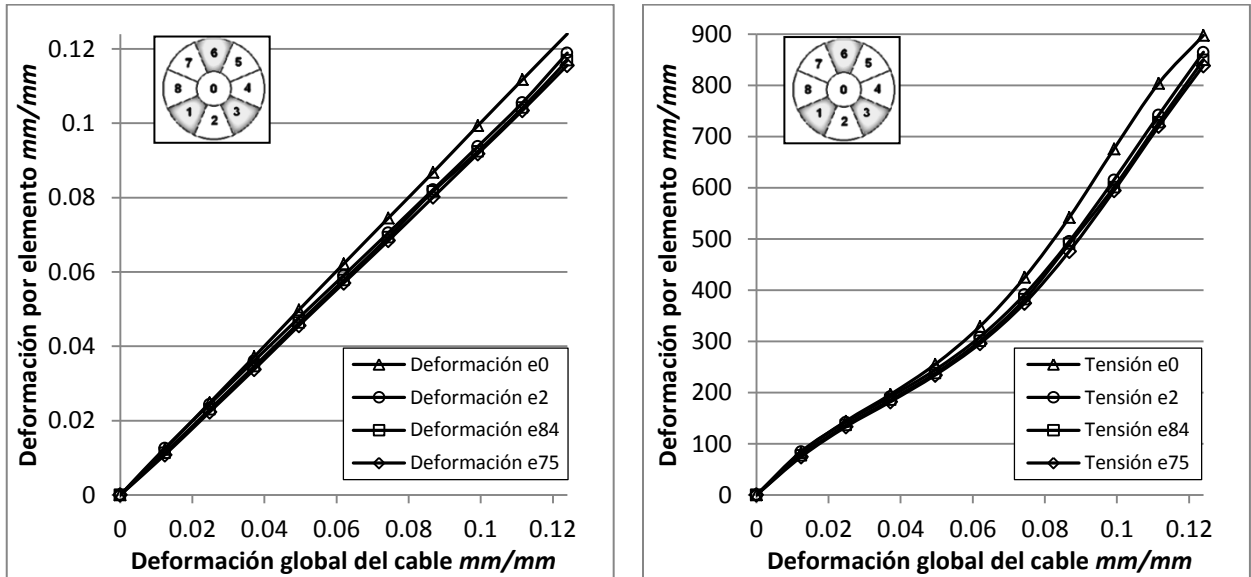 Deformación por elemento mm/mm
0.12
0.1
0.08
0.06
0.04
0.02
0
6
7 5
8 0 4
1 3
2
Deformación e0
Deformación e2
Deformación e84
Deformación e75
0 0.02 0.04 0.06 0.08 0.1 0.12
Deformación global del cable mm/mm
Deformación por elemento mm/mm
900
800
700
600
500
400
300
200
100
0
6
7 5
8 0 4
1 3
2
Tensión e0
Tensión e2
Tensión e84
Tensión e75
0 0.02 0.04 0.06 0.08 0.1 0.12
Deformación global del cable mm/mm